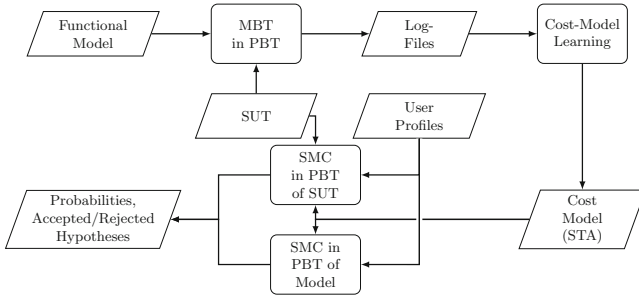 Functional
Model
MBT
in PBT
Log-
Files
Cost-Model
Learning
SUT
User
Profiles
SMC
in PBT
of SUT
Probabilities,
Accepted/Rejected
Hypotheses
Cost
Model
(STA)
SMC in
PBT of
Model